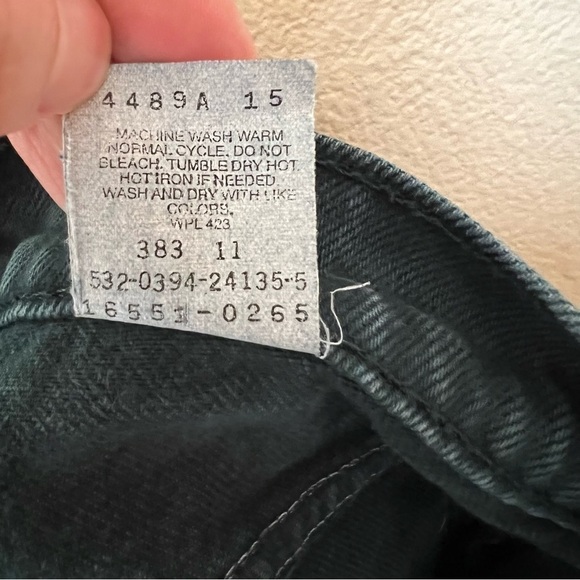 4489A 15
MACHINE WASH WARM
NORMAL CYCLE. DO NOT
BLEACH. TUMBLE DRY HOT.
HOT IRON IF NEEDED.
WASH AND DRY WITH LIKE
COLORS.
WPL 423
383 11
532-0394-24135-5
16551-0265